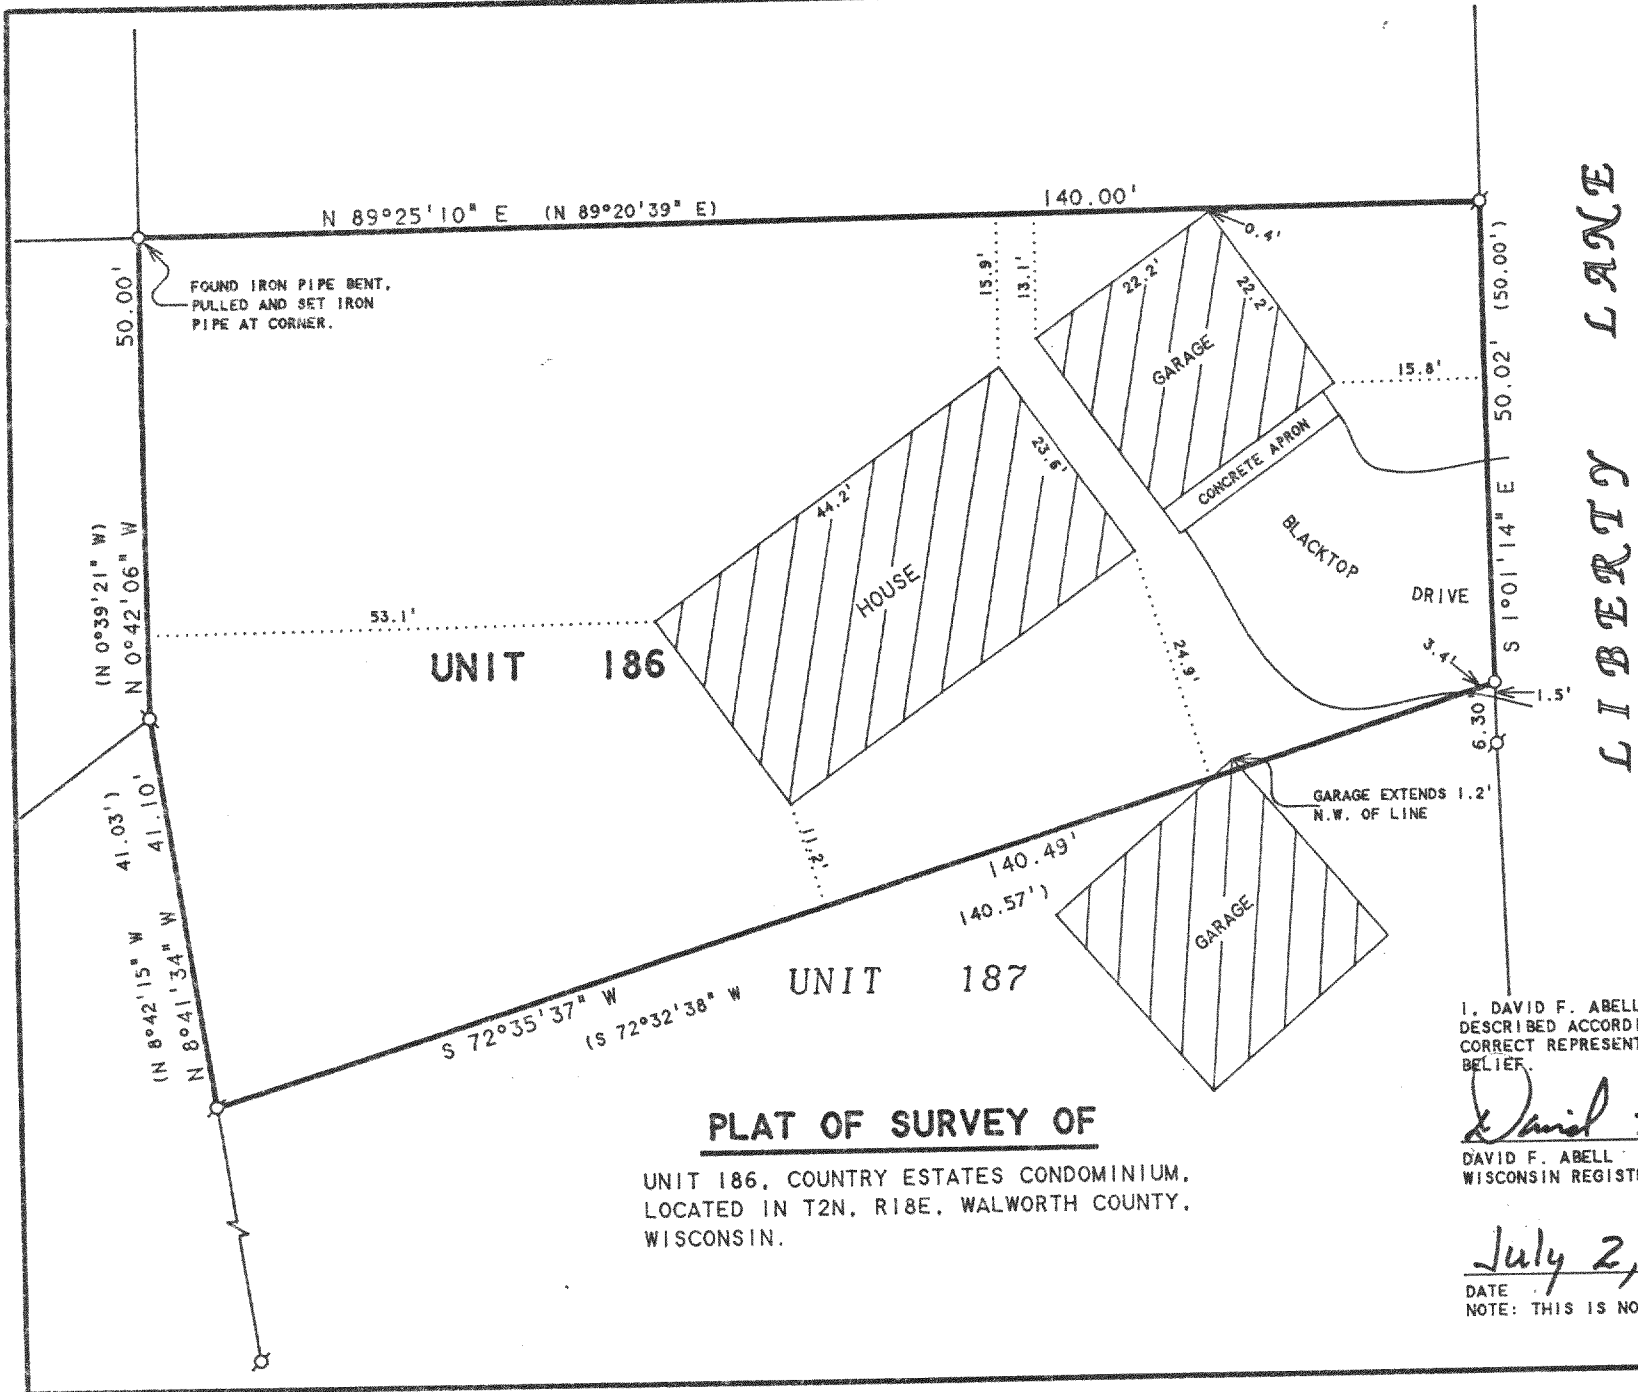 N 89°25'10" E (N 89°20'39" E)
140.00'
0.4'
50.00'
FOUND IRON PIPE BENT,
PULLED AND SET IRON
PIPE AT CORNER.
15.9'
13.1'
22.2'
22.2'
GARAGE
15.8'
CONCRETE APRON
BLACKTOP
DRIVE
S 1°01'14" E 50.02' (50.00')
LIBERTY LANE
44.2'
23.6'
HOUSE
53.1'
UNIT 186
(N 0°39'21" W)
N 0°42'06" W
24.9'
3.4'
1.5'
6.30
GARAGE EXTENDS 1.2'
N.W. OF LINE
11.2'
140.49'
140.57')
GARAGE
(N 8°42'15" W 41.03')
N 8°41'34" W 41.10'
S 72°35'37" W
(S 72°32'38" W
UNIT 187
PLAT OF SURVEY OF
UNIT 186, COUNTRY ESTATES CONDOMINIUM,
LOCATED IN T2N, R18E, WALWORTH COUNTY,
WISCONSIN.
I, DAVID F. ABELL
DESCRIBED ACCORDI
CORRECT REPRESENT
BELIEF.
David
DAVID F. ABELL
WISCONSIN REGIST
July 2,
DATE
NOTE: THIS IS NO